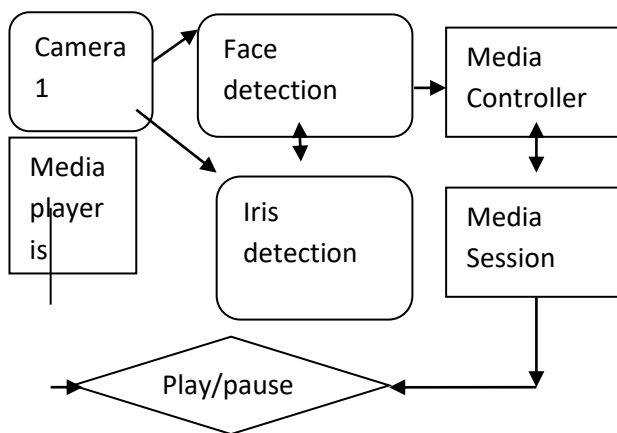 Camera
1
Face
detection
Media
Controller
Media
player
is
Iris
detection
Media
Session
Play/pause